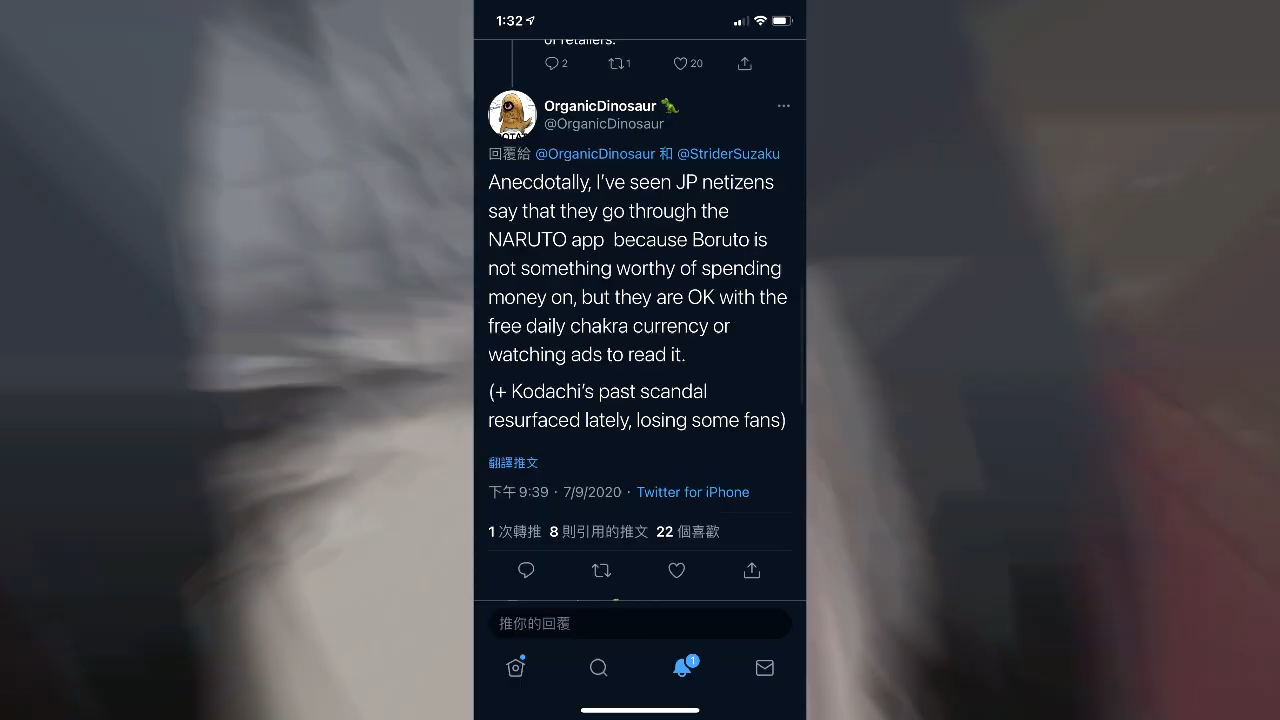 1:32
of retailers.
2 1 20
OrganicDinosaur 🦖
@OrganicDinosaur
回覆給 @OrganicDinosaur 和 @StriderSuzaku
Anecdotally, I've seen JP netizens
say that they go through the
NARUTO app because Boruto is
not something worthy of spending
money on, but they are OK with the
free daily chakra currency or
watching ads to read it.
(+ Kodachi's past scandal
resurfaced lately, losing some fans)
翻譯推文
下午 9:39 · 7/9/2020 · Twitter for iPhone
1 次轉推 8 則引用的推文 22 個喜歡
推你的回覆
1